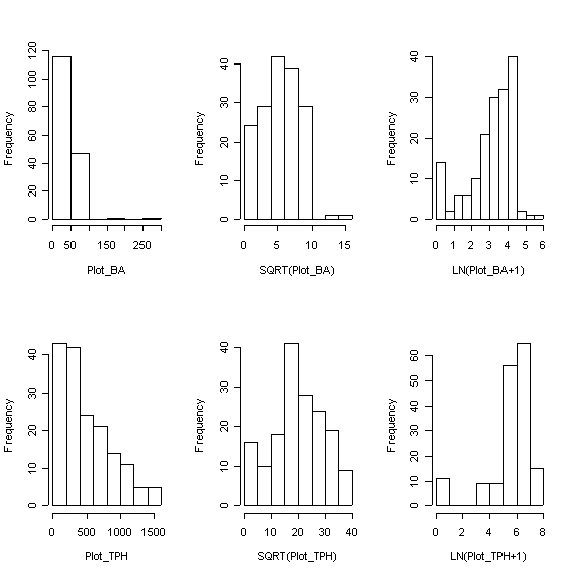 Frequency
0 20 40 60 80 100 120
0 50 150 250
Plot_BA
Frequency
0 10 20 30 40
0 5 10 15
SQRT(Plot_BA)
Frequency
0 10 20 30 40
0 1 2 3 4 5 6
LN(Plot_BA+1)
Frequency
0 10 20 30 40
0 500 1000 1500
Plot_TPH
Frequency
0 10 20 30 40
0 10 20 30 40
SQRT(Plot_TPH)
Frequency
0 10 20 30 40 50 60
0 2 4 6 8
LN(Plot_TPH+1)